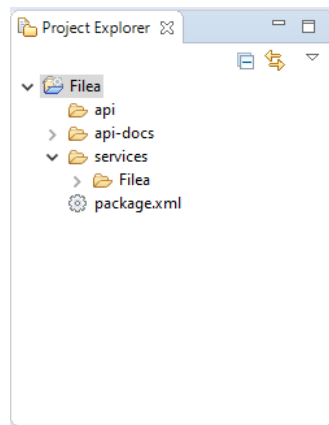 Project Explorer
Filea
api
api-docs
services
Filea
package.xml